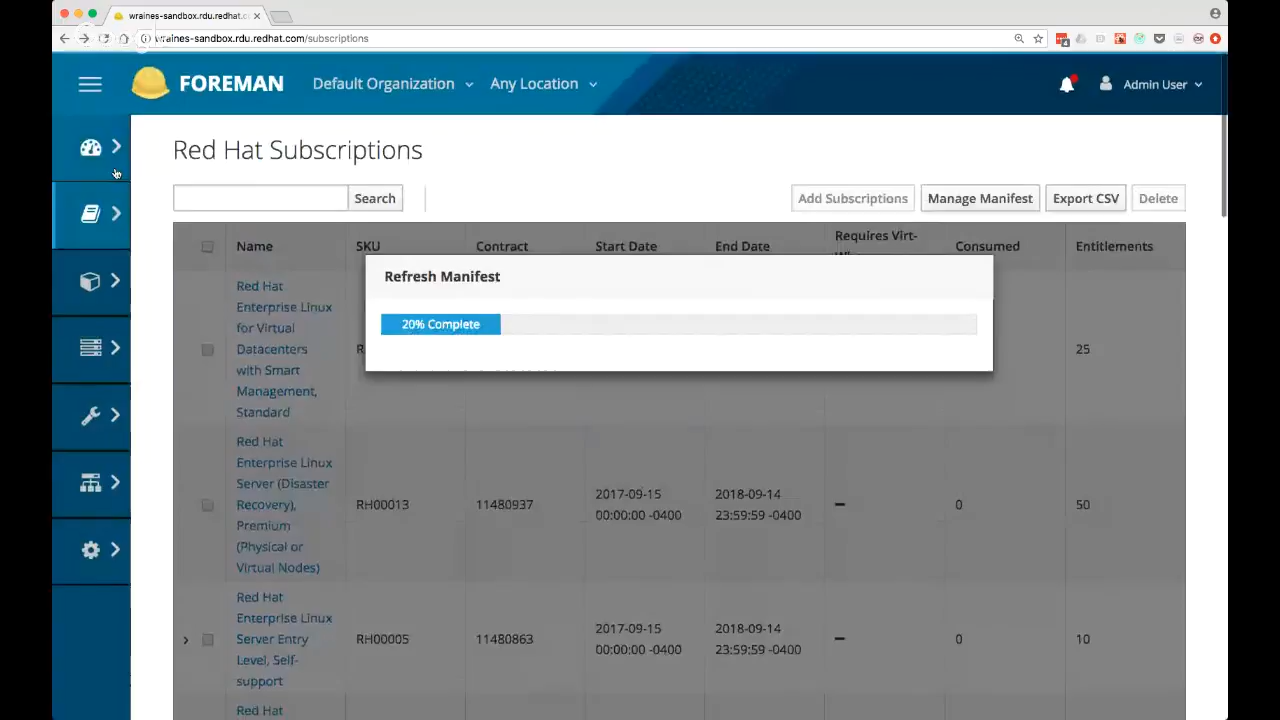 wraines-sandbox.rdu.redhat.c
wraines-sandbox.rdu.redhat.com/subscriptions
4
FOREMAN
Default Organization
Any Location
Admin User
Red Hat Subscriptions
Search
Add Subscriptions
Manage Manifest
Export CSV
Delete
Name
SKU
Contract
Start Date
End Date
Requires Virt-
Consumed
Entitlements
Refresh Manifest
20% Complete
Red Hat
Enterprise Linux
for Virtual
Datacenters
with Smart
Management,
Standard
25
Red Hat
Enterprise Linux
Server (Disaster
Recovery),
Premium
(Physical or
Virtual Nodes)
RH00013
11480937
2017-09-15
00:00:00 -0400
2018-09-14
23:59:59 -0400
0
50
Red Hat
Enterprise Linux
Server Entry
Level, Self-
support
RH00005
11480863
2017-09-15
00:00:00 -0400
2018-09-14
23:59:59 -0400
0
10
Red Hat